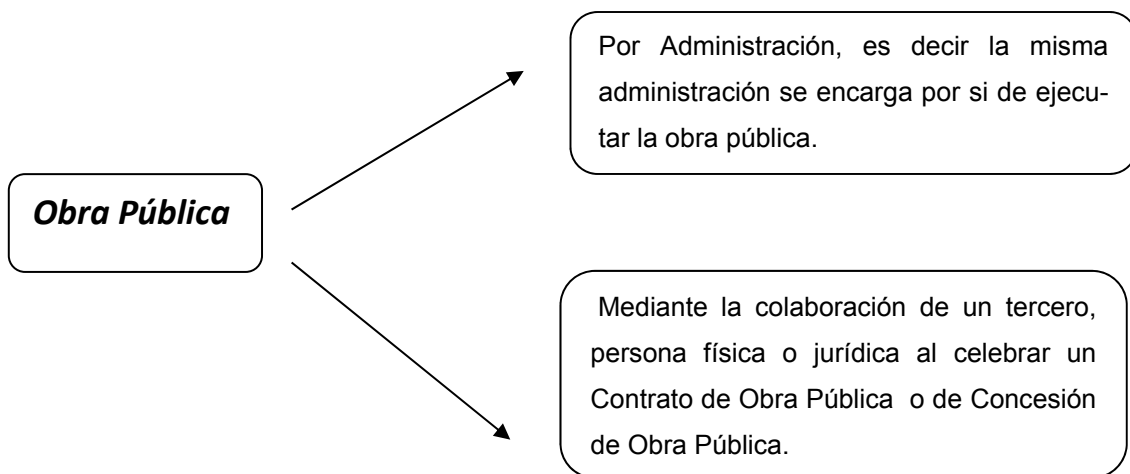 Por Administración, es decir la misma
administración se encarga por si de ejecu-
tar la obra pública.
Obra Pública
Mediante la colaboración de un tercero,
persona física o jurídica al celebrar un
Contrato de Obra Pública o de Concesión
de Obra Pública.